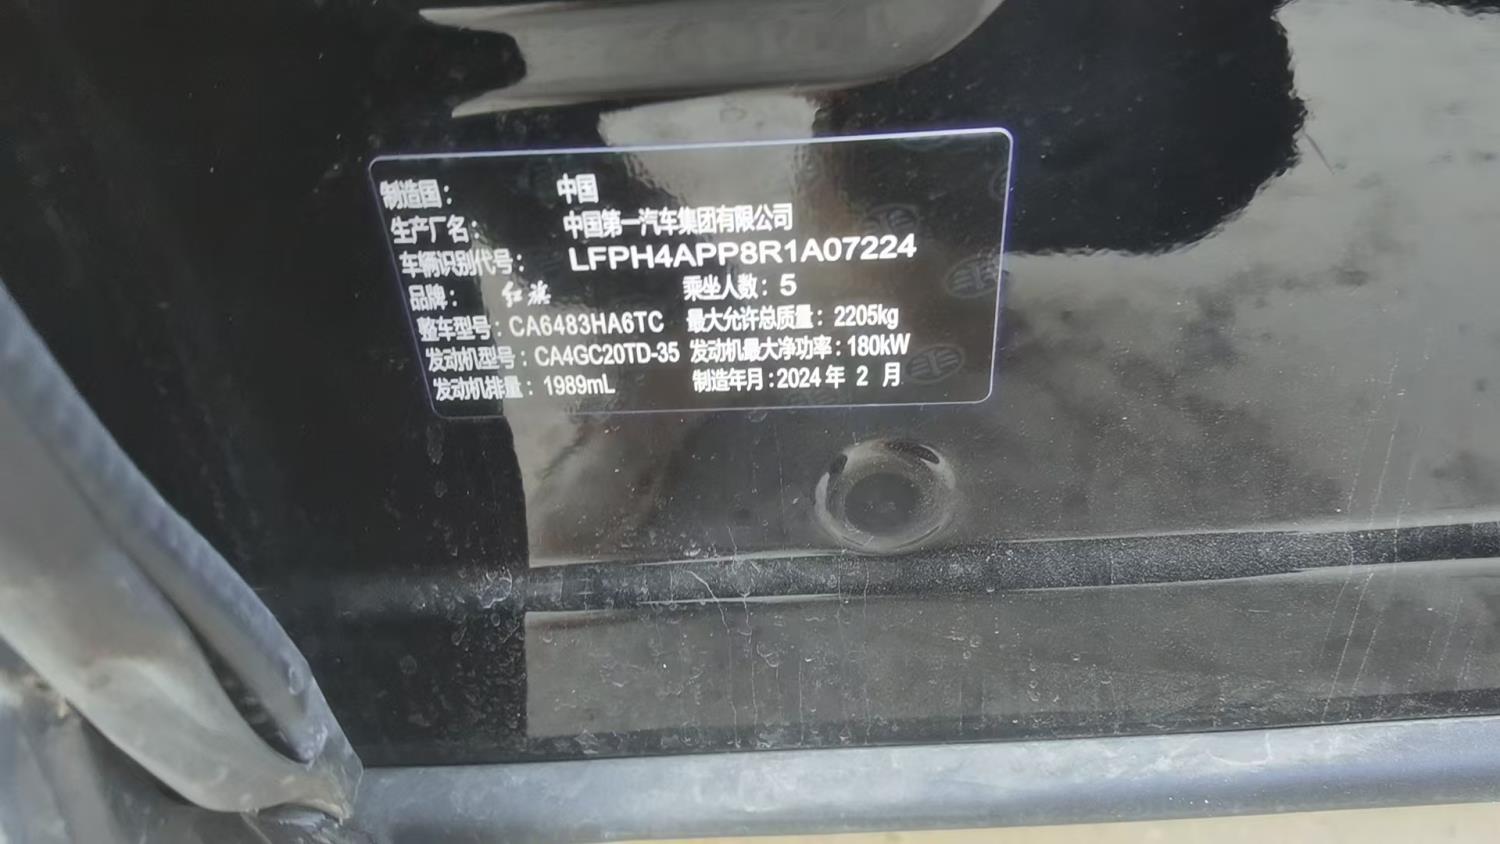 制造国： 中国
生产厂名： 中国第一汽车集团有限公司
车辆识别代号： LFPH4APP8R1A07224
品牌： 红旗 乘坐人数：5
整车型号：CA6483HA6TC 最大允许总质量：2205kg
发动机型号：CA4GC20TD-35 发动机最大净功率：180kW
发动机排量：1989mL 制造年月：2024年 2 月